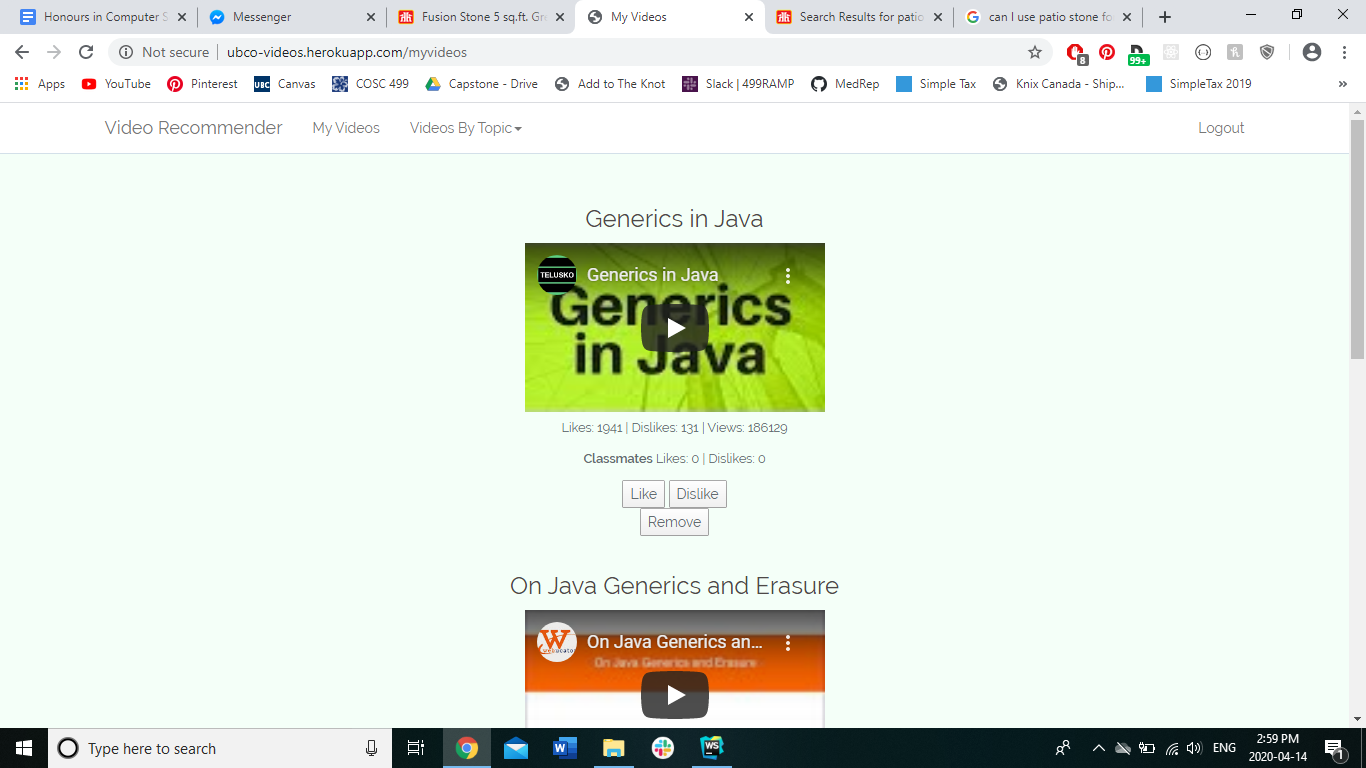 Honours in Computer S
Messenger
Fusion Stone 5 sq.ft. Gre
My Videos
Search Results for patio
can I use patio stone fo
Not secure
ubco-videos.herokuapp.com/myvideos
8
99+
Apps
YouTube
Pinterest
UBC
Canvas
COSC 499
Capstone - Drive
Add to The Knot
Slack | 499RAMP
MedRep
Simple Tax
Knix Canada - Ship...
SimpleTax 2019
»
Video Recommender
My Videos
Videos By Topic
Logout
Generics in Java
TELUSKO
Generics in Java
Generics
in Java
Likes: 1941 | Dislikes: 131 | Views: 186129
Classmates Likes: 0 | Dislikes: 0
Like
Dislike
Remove
On Java Generics and Erasure
W
webucator
On Java Generics an...
On Java Generics and Erasure
Type here to search
W
WS
ENG
2:59 PM
2020-04-14
1